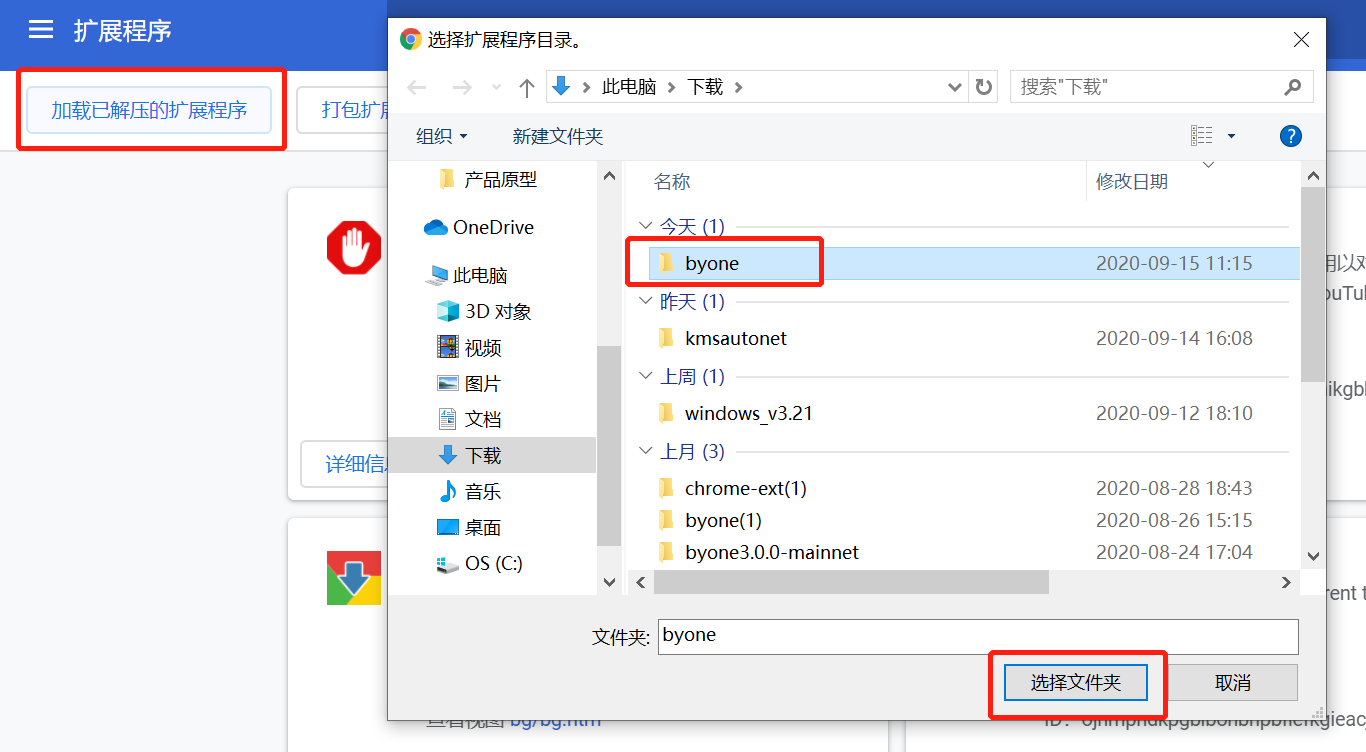 扩展程序
选择扩展程序目录。
加载已解压的扩展程序
打包扩展
此电脑
下载
搜索"下载"
组织
新建文件夹
名称
修改日期
产品原型
OneDrive
此电脑
3D 对象
视频
图片
文档
下载
音乐
桌面
OS (C:)
今天 (1)
byone 2020-09-15 11:15
昨天 (1)
kmsautonet 2020-09-14 16:08
上周 (1)
windows_v3.21 2020-09-12 18:10
上月 (3)
chrome-ext(1) 2020-08-28 18:43
byone(1) 2020-08-26 15:15
byone3.0.0-mainnet 2020-08-24 17:04
详细信息
用以对
ouTub
ikgbl
rent t
文件夹:
byone
选择文件夹
取消
查看视图 bg/bg.htm